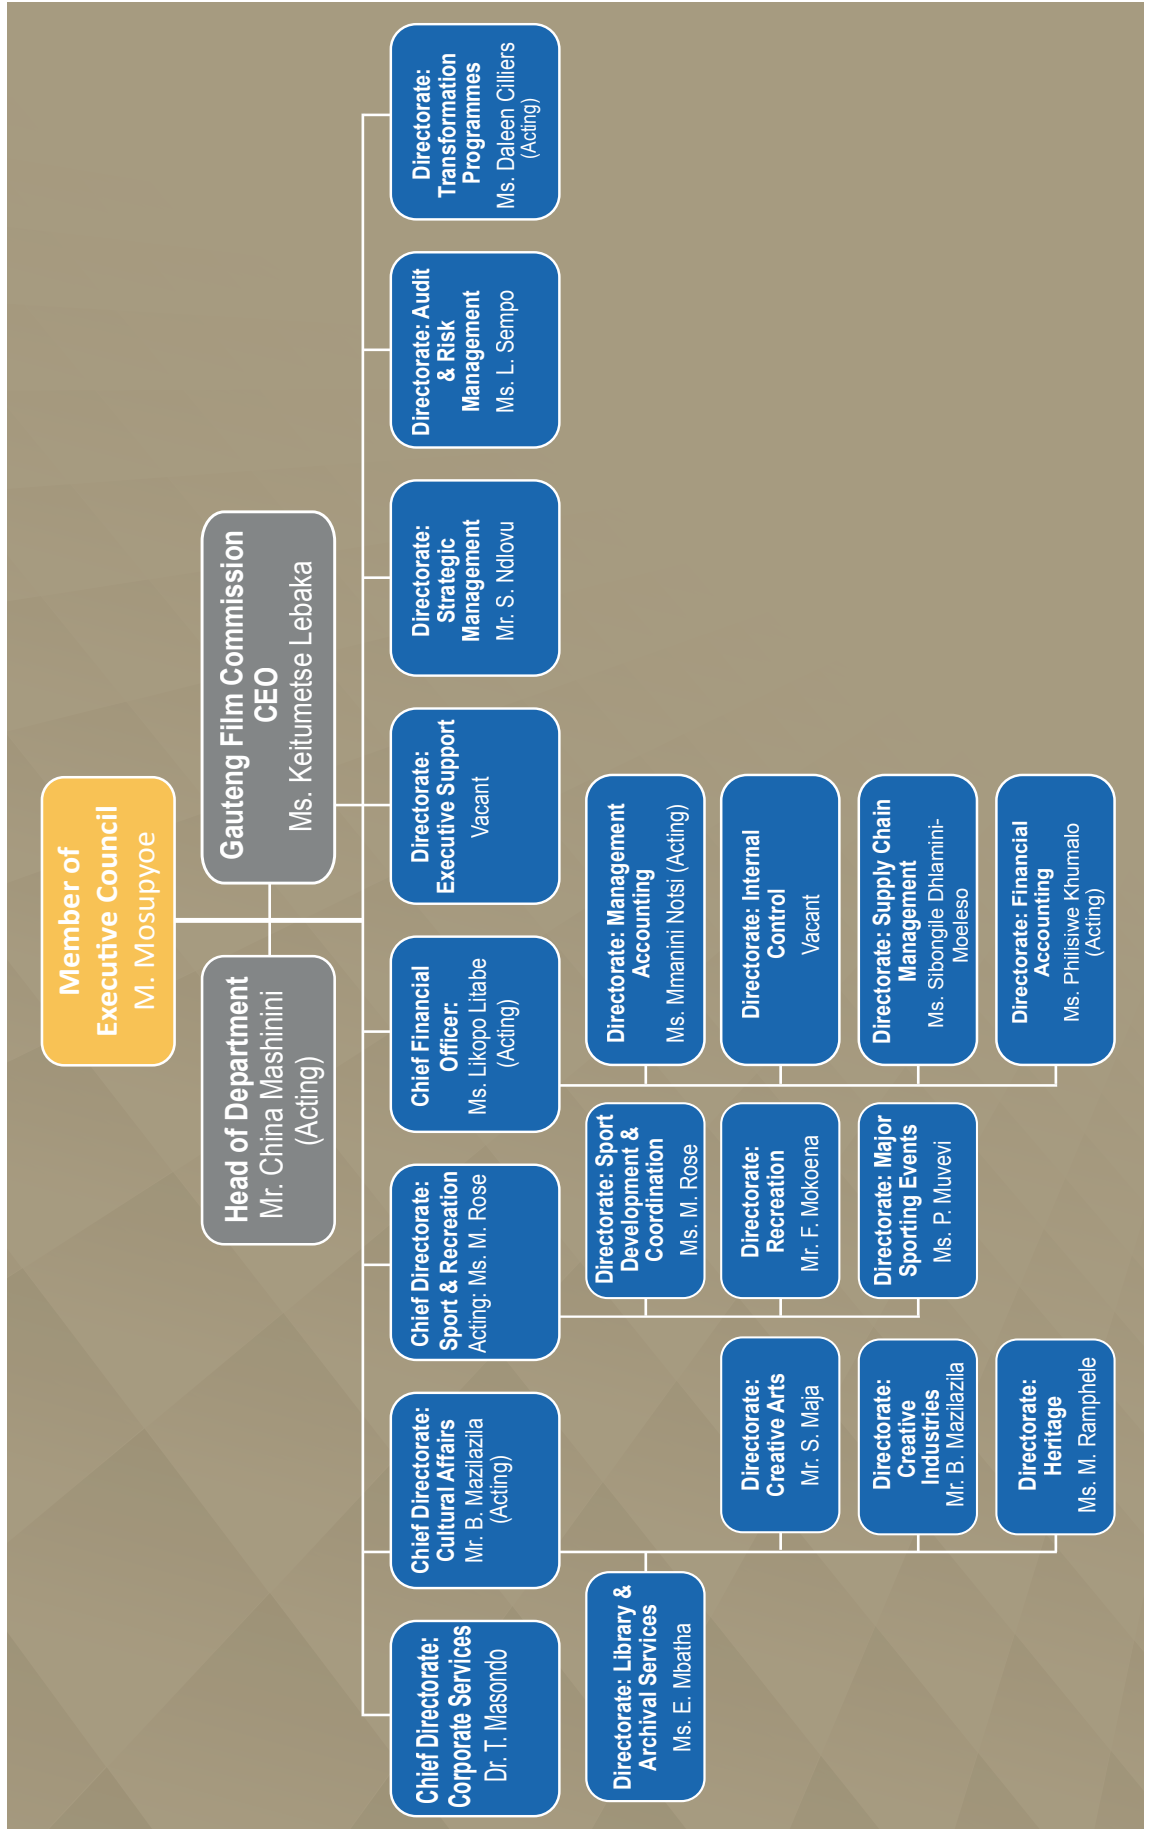 Member of
Executive Council
M. Mosupyoe
Head of Department
Mr. China Mashinini
(Acting)
Gauteng Film Commission
CEO
Ms. Keitumetse Lebaka
Chief Directorate:
Corporate Services
Dr. T. Masondo
Chief Directorate:
Cultural Affairs
Mr. B. Mazilazila
(Acting)
Chief Directorate:
Sport & Recreation
Acting: Ms. M. Rose
Chief Financial
Officer:
Ms. Likopo Litabe
(Acting)
Directorate:
Executive Support
Vacant
Directorate:
Strategic
Management
Mr. S. Ndlovu
Directorate: Audit
& Risk
Management
Ms. L. Sempo
Directorate:
Transformation
Programmes
Ms. Daleen Cilliers
(Acting)
Directorate: Library &
Archival Services
Ms. E. Mbatha
Directorate:
Creative Arts
Mr. S. Maja
Directorate:
Creative
Industries
Mr. B. Mazilazila
Directorate:
Heritage
Ms. M. Ramphele
Directorate: Sport
Development &
Coordination
Ms. M. Rose
Directorate:
Recreation
Mr. F. Mokoena
Directorate: Major
Sporting Events
Ms. P. Muvevi
Directorate: Management
Accounting
Ms. Mmanini Notsi (Acting)
Directorate: Internal
Control
Vacant
Directorate: Supply Chain
Management
Ms. Sibongile Dhlamini-
Moeleso
Directorate: Financial
Accounting
Ms. Philisiwe Khumalo
(Acting)